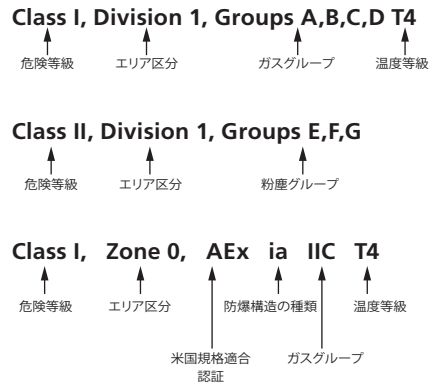 Class I, Division 1, Groups A,B,C,D T4
危険等級 エリア区分 ガスグループ 温度等級
Class II, Division 1, Groups E,F,G
危険等級 エリア区分 粉塵グループ
Class I, Zone 0, AEx ia IIC T4
危険等級 エリア区分 防爆構造の種類 温度等級
米国規格適合 ガスグループ
認証